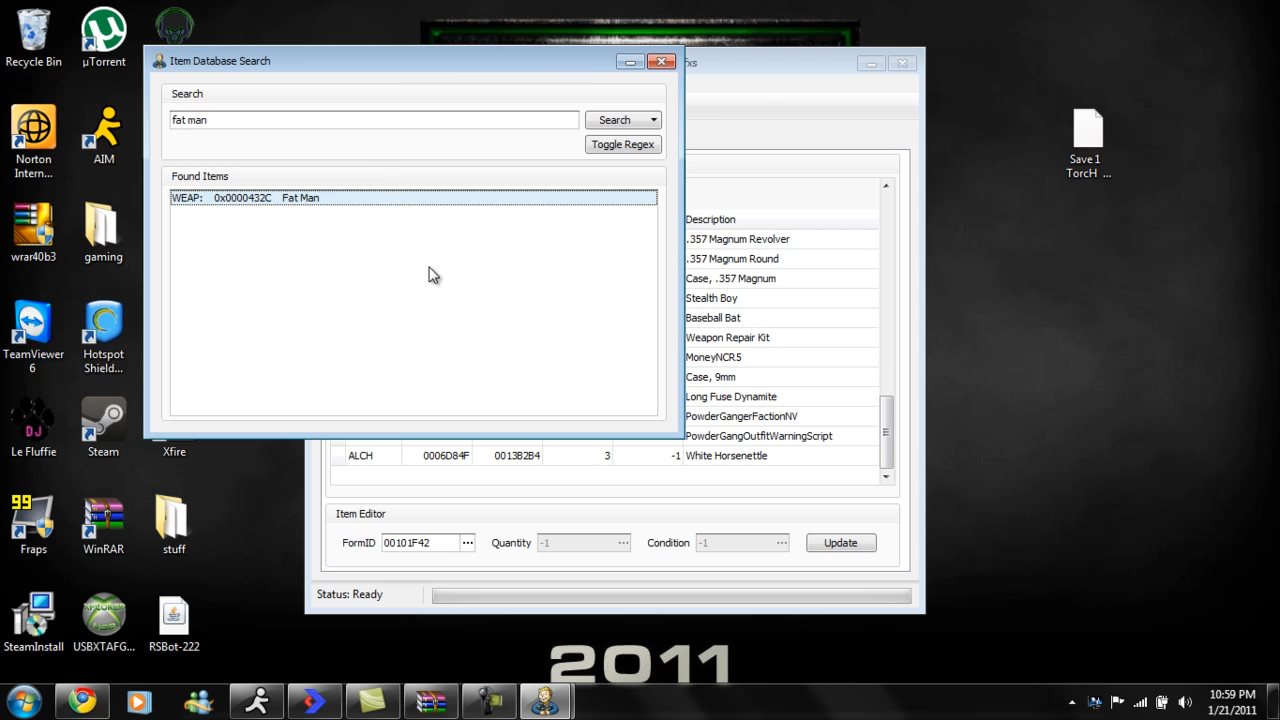 Recycle Bin
µTorrent
Norton
Intern...
AIM
wrar40b3
gaming
TeamViewer
6
Hotspot
Shield...
Le Fluffie
Steam
Xfire
99
Fraps
WinRAR
stuff
SteamInstall
USBXTAFG...
RSBot-222
Save 1
TorcH ...
Item Database Search
Search
fat man
Search
Toggle Regex
Found Items
WEAP: 0x0000432C Fat Man
fxs
Description
.357 Magnum Revolver
.357 Magnum Round
Case, .357 Magnum
Stealth Boy
Baseball Bat
Weapon Repair Kit
MoneyNCR5
Case, 9mm
Long Fuse Dynamite
PowderGangerFactionNV
PowderGangOutfitWarningScript
ALCH 0006D84F 0013B2B4 3 -1 White Horsenettle
Item Editor
FormID 00101F42 ... Quantity -1 ... Condition -1 ... Update
Status: Ready
2011
10:59 PM
1/21/2011